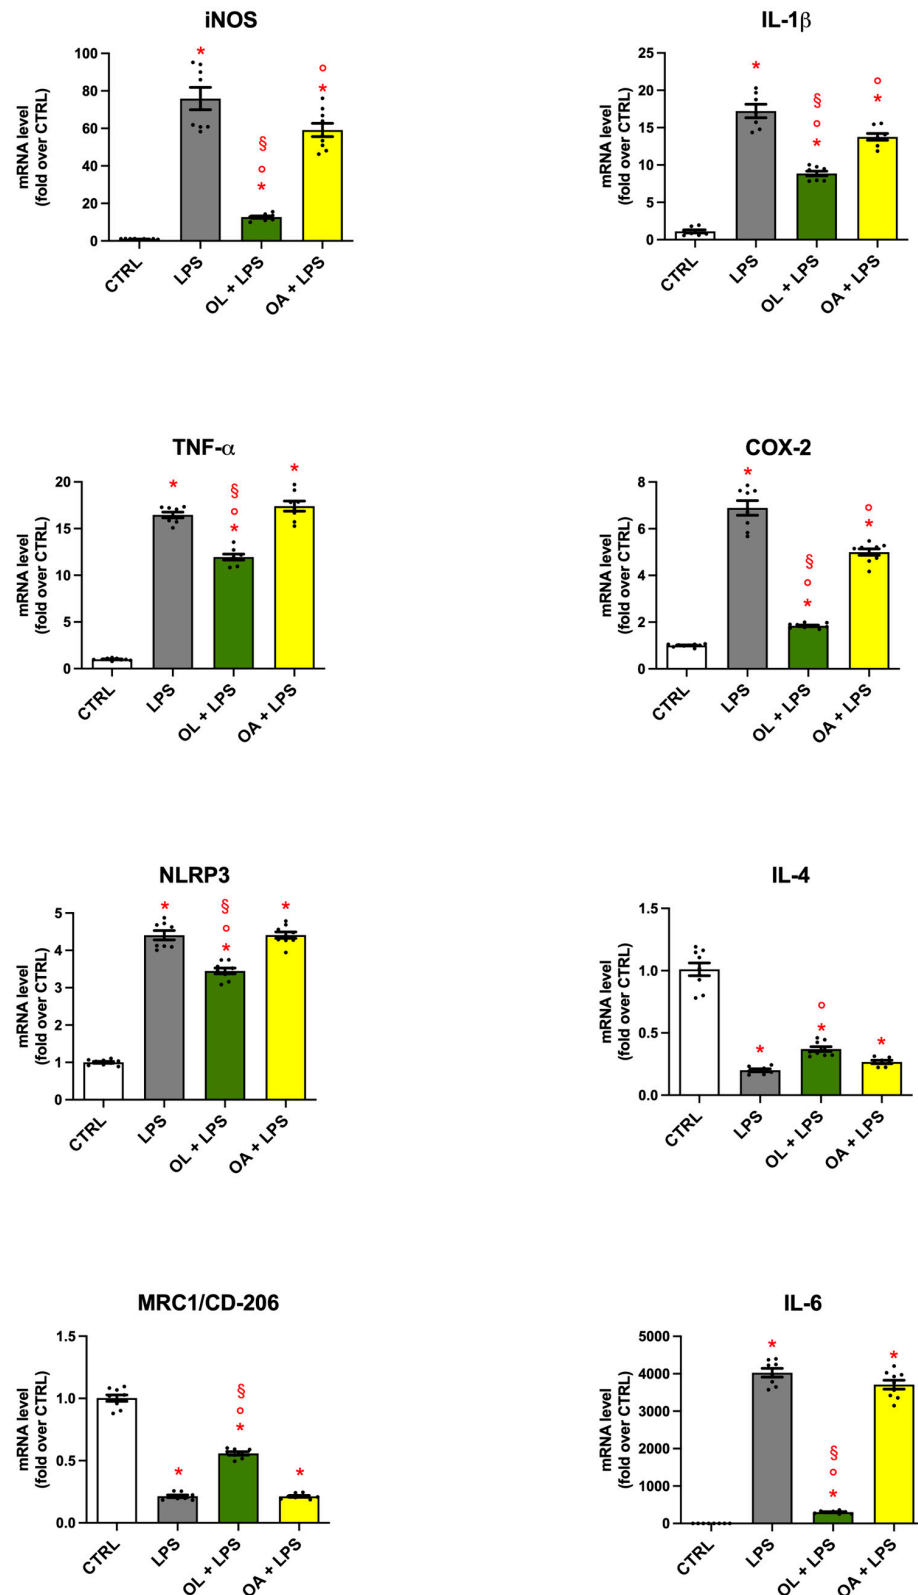 iNOS
mRNA level
(fold over CTRL)
100
80
60
40
20
0
*
§
o
*
o
*
CTRL
LPS
OL + LPS
OA + LPS
IL-1β
mRNA level
(fold over CTRL)
25
20
15
10
5
0
*
§
o
*
o
*
CTRL
LPS
OL + LPS
OA + LPS
TNF-α
mRNA level
(fold over CTRL)
20
15
10
5
0
*
§
o
*
*
CTRL
LPS
OL + LPS
OA + LPS
COX-2
mRNA level
(fold over CTRL)
8
6
4
2
0
*
§
o
*
o
*
CTRL
LPS
OL + LPS
OA + LPS
NLRP3
mRNA level
(fold over CTRL)
5
4
3
2
1
0
*
§
o
*
*
CTRL
LPS
OL + LPS
OA + LPS
IL-4
mRNA level
(fold over CTRL)
1.5
1.0
0.5
0.0
*
o
*
*
CTRL
LPS
OL + LPS
OA + LPS
MRC1/CD-206
mRNA level
(fold over CTRL)
1.5
1.0
0.5
0.0
*
§
o
*
*
CTRL
LPS
OL + LPS
OA + LPS
IL-6
mRNA level
(fold over CTRL)
5000
4000
3000
2000
1000
0
*
§
o
*
*
CTRL
LPS
OL + LPS
OA + LPS